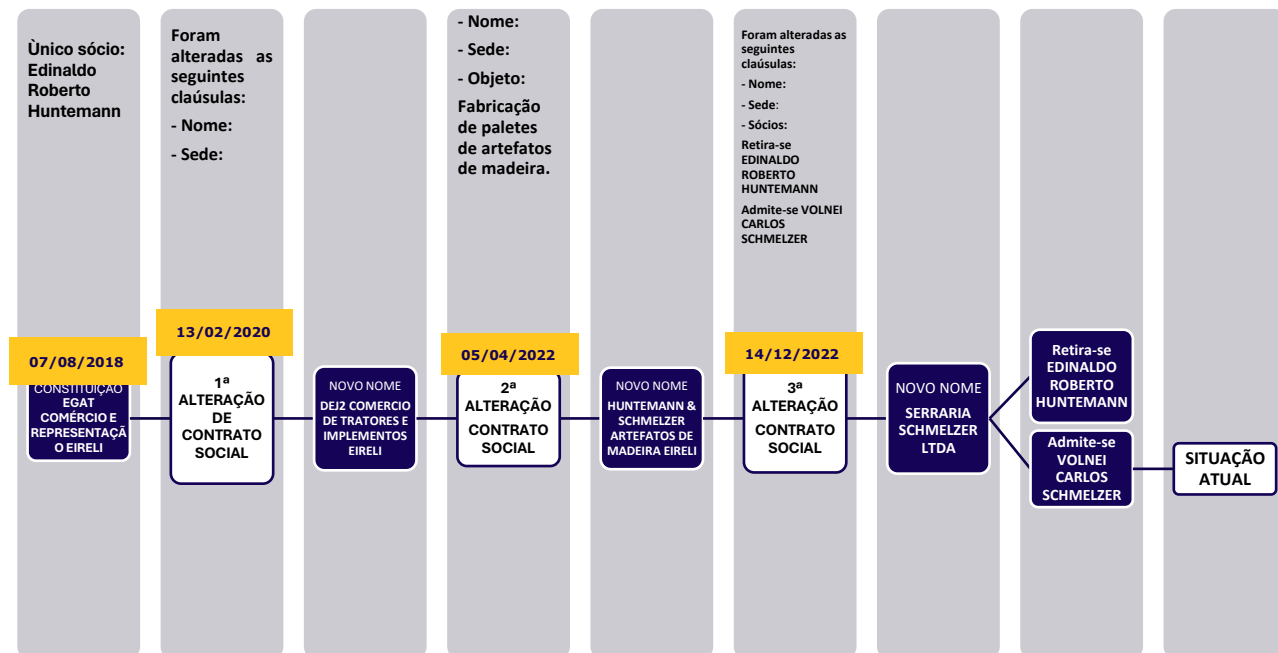 Ùnico sócio:
Edinaldo
Roberto
Huntemann
07/08/2018
CONSTITUIÇÃO
EGAT
COMÉRCIO E
REPRESENTAÇÃ
O EIRELI
Foram
alteradas as
seguintes
claúsulas:
- Nome:
- Sede:
13/02/2020
1ª
ALTERAÇÃO
DE
CONTRATO
SOCIAL
NOVO NOME
DEJ2 COMERCIO
DE TRATORES E
IMPLEMENTOS
EIRELI
- Nome:
- Sede:
- Objeto:
Fabricação
de paletes
de artefatos
de madeira.
05/04/2022
2ª
ALTERAÇÃO
CONTRATO
SOCIAL
NOVO NOME
HUNTEMANN &
SCHMELZER
ARTEFATOS DE
MADEIRA EIRELI
Foram alteradas as
seguintes
claúsulas:
- Nome:
- Sede:
- Sócios:
Retira-se
EDINALDO
ROBERTO
HUNTEMANN
Admite-se VOLNEI
CARLOS
SCHMELZER
14/12/2022
3ª
ALTERAÇÃO
CONTRATO
SOCIAL
NOVO NOME
SERRARIA
SCHMELZER
LTDA
Retira-se
EDINALDO
ROBERTO
HUNTEMANN
Admite-se
VOLNEI
CARLOS
SCHMELZER
SITUAÇÃO
ATUAL